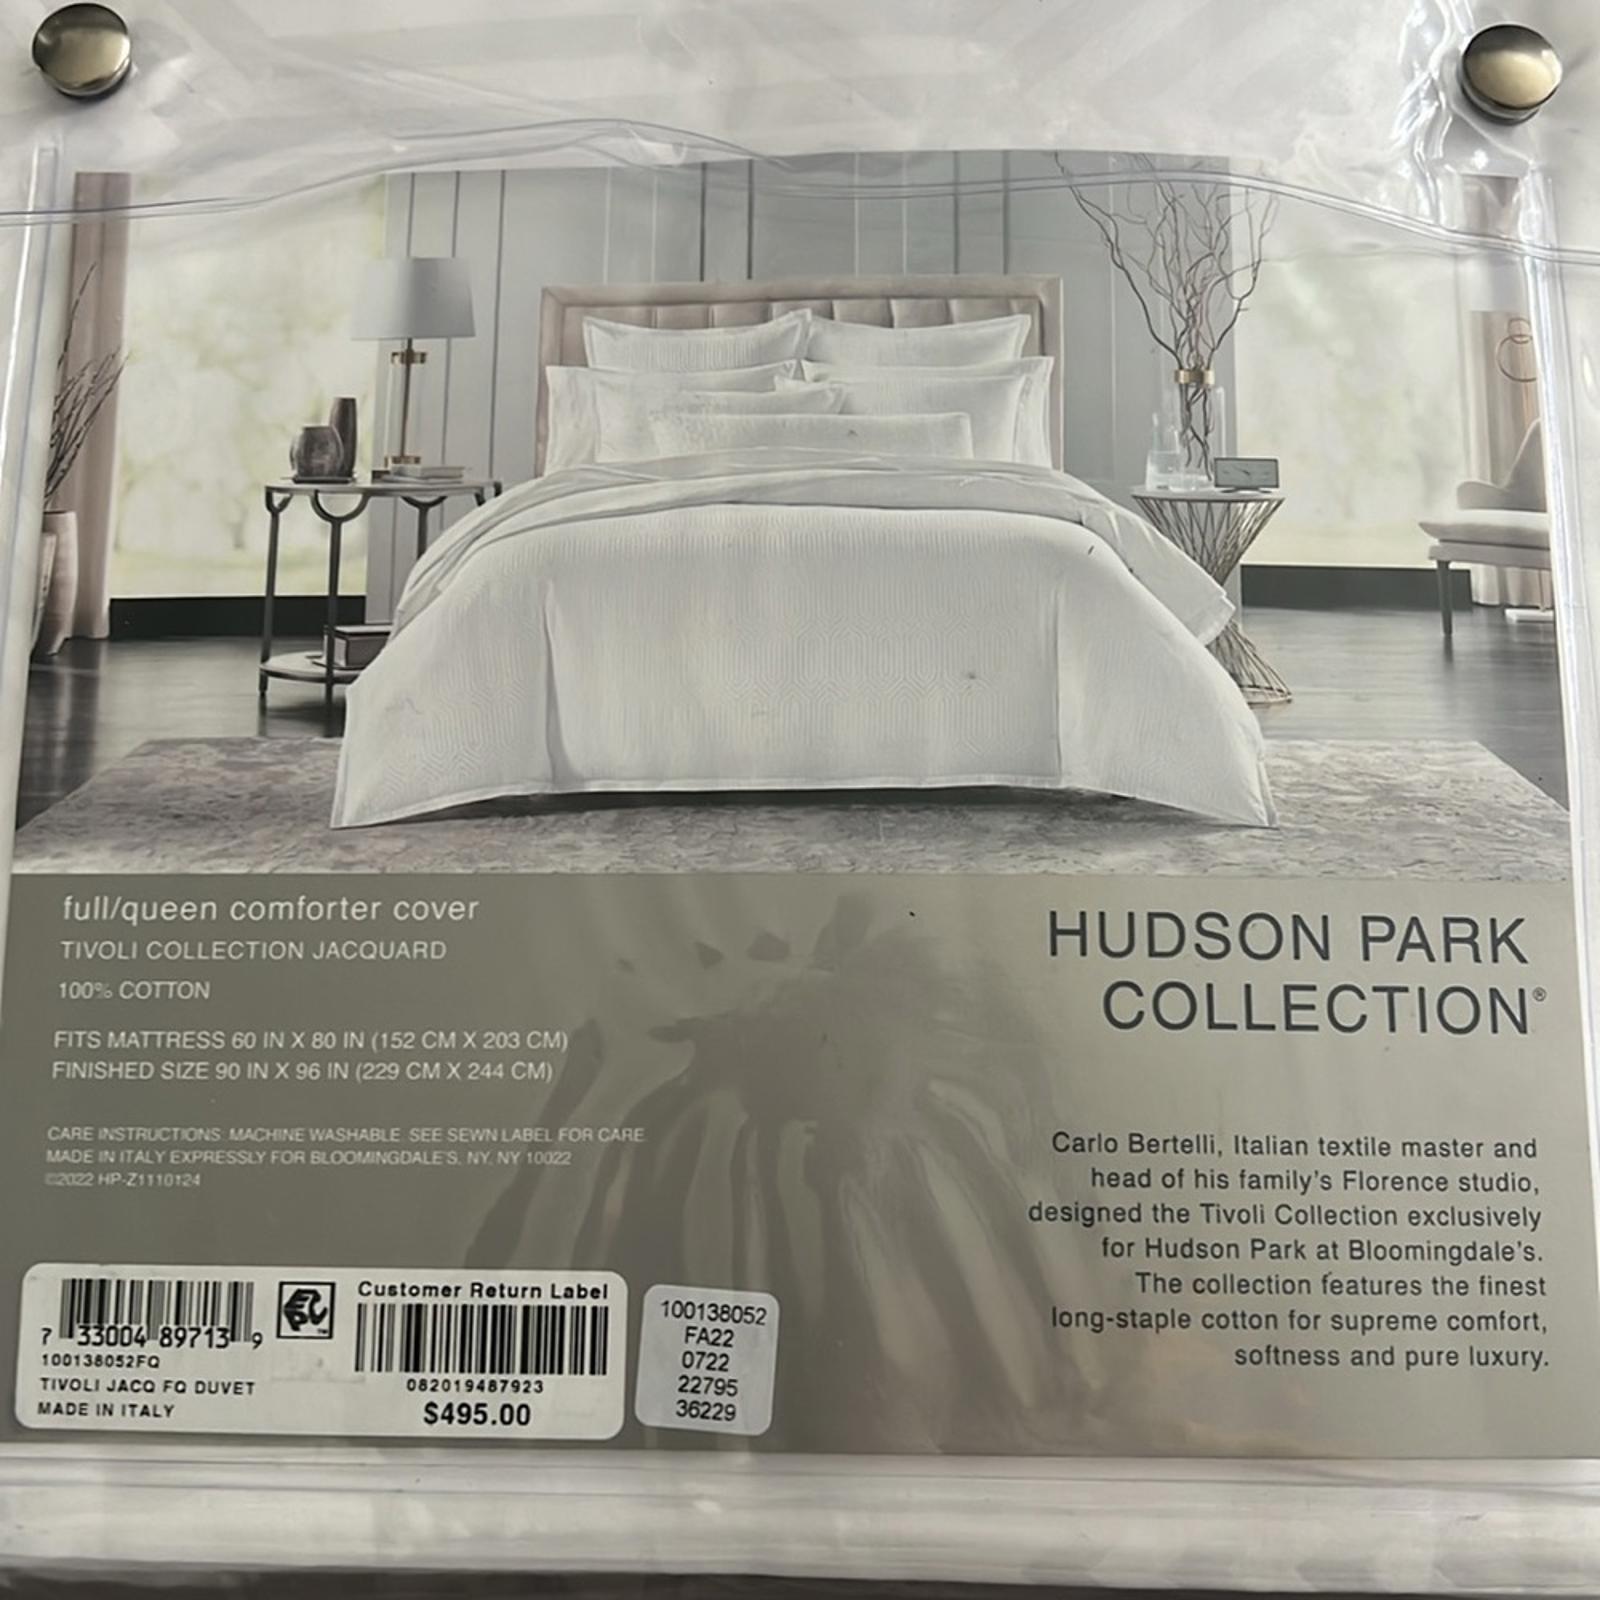 full/queen comforter cover
TIVOLI COLLECTION JACQUARD
100% COTTON
FITS MATTRESS 60 IN X 80 IN (152 CM X 203 CM)
FINISHED SIZE 90 IN X 96 IN (229 CM X 244 CM)
CARE INSTRUCTIONS: MACHINE WASHABLE. SEE SEWN LABEL FOR CARE.
MADE IN ITALY EXPRESSLY FOR BLOOMINGDALE'S, NY, NY 10022
©2022 HP-Z1110124
HUDSON PARK
COLLECTION®
Carlo Bertelli, Italian textile master and
head of his family's Florence studio,
designed the Tivoli Collection exclusively
for Hudson Park at Bloomingdale's.
The collection features the finest
long-staple cotton for supreme comfort,
softness and pure luxury.
7 33004 89713 9
100138052FQ
TIVOLI JACQ FQ DUVET
MADE IN ITALY
EPC™
Customer Return Label
082019487923
$495.00
100138052
FA22
0722
22795
36229